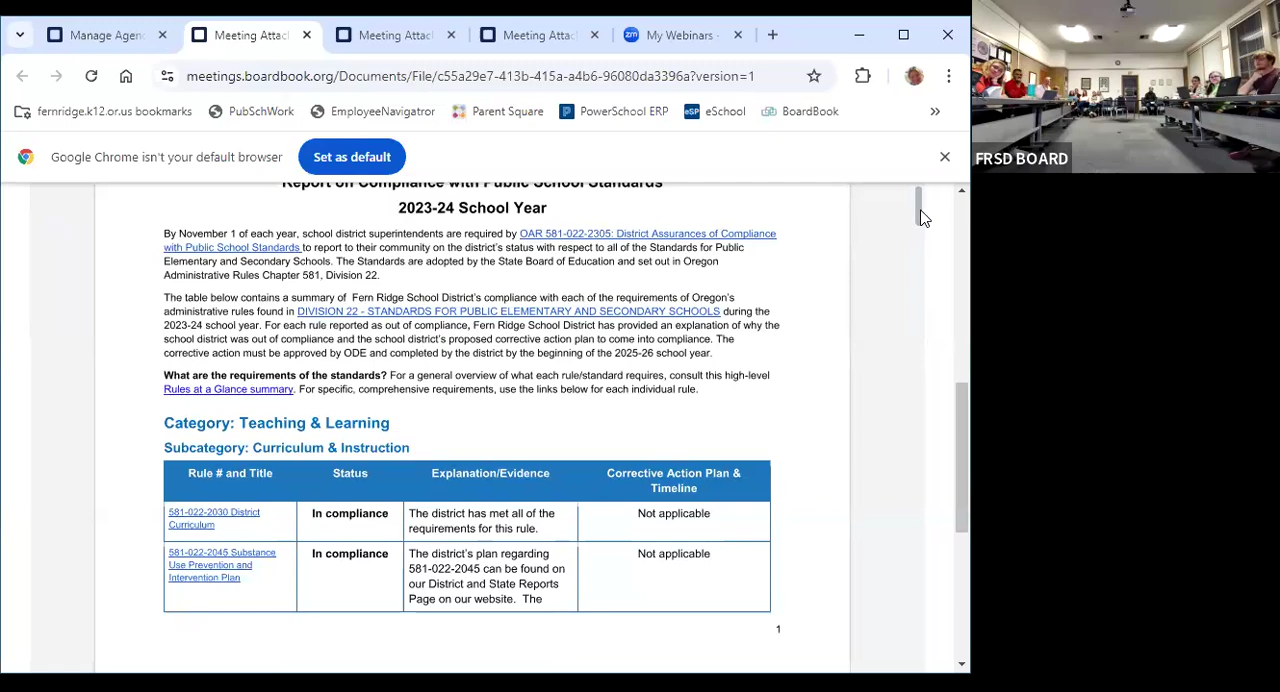 Manage Agen
Meeting Attac
Meeting Attac
Meeting Attac
My Webinars -
meetings.boardbook.org/Documents/File/c55a29e7-413b-415a-a4b6-96080da3396a?version=1
fernridge.k12.or.us bookmarks
PubSchWork
EmployeeNavigator
Parent Square
PowerSchool ERP
eSchool
BoardBook
Google Chrome isn't your default browser
Set as default
FRSD BOARD
Report on Compliance with Public School Standards
2023-24 School Year
By November 1 of each year, school district superintendents are required by OAR 581-022-2305: District Assurances of Compliance
with Public School Standards to report to their community on the district's status with respect to all of the Standards for Public
Elementary and Secondary Schools. The Standards are adopted by the State Board of Education and set out in Oregon
Administrative Rules Chapter 581, Division 22.
The table below contains a summary of Fern Ridge School District's compliance with each of the requirements of Oregon's
administrative rules found in DIVISION 22 - STANDARDS FOR PUBLIC ELEMENTARY AND SECONDARY SCHOOLS during the
2023-24 school year. For each rule reported as out of compliance, Fern Ridge School District has provided an explanation of why the
school district was out of compliance and the school district's proposed corrective action plan to come into compliance. The
corrective action must be approved by ODE and completed by the district by the beginning of the 2025-26 school year.
What are the requirements of the standards? For a general overview of what each rule/standard requires, consult this high-level
Rules at a Glance summary. For specific, comprehensive requirements, use the links below for each individual rule.
Category: Teaching & Learning
Subcategory: Curriculum & Instruction
Rule # and Title
Status
Explanation/Evidence
Corrective Action Plan &
Timeline
581-022-2030 District
Curriculum
In compliance
The district has met all of the
requirements for this rule.
Not applicable
581-022-2045 Substance
Use Prevention and
Intervention Plan
In compliance
The district's plan regarding
581-022-2045 can be found on
our District and State Reports
Page on our website. The
Not applicable
1